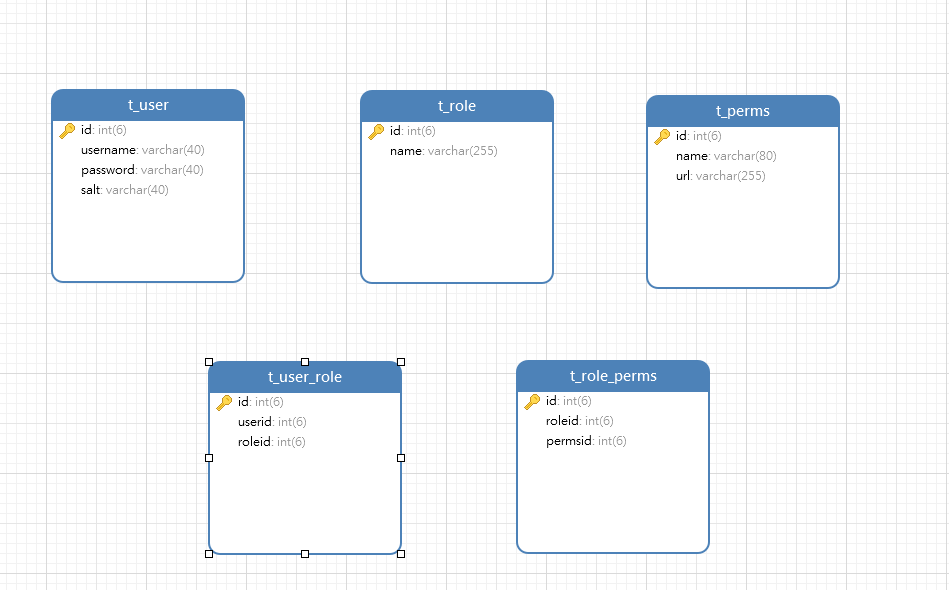 t_user
id: int(6)
username: varchar(40)
password: varchar(40)
salt: varchar(40)
t_role
id: int(6)
name: varchar(255)
t_perms
id: int(6)
name: varchar(80)
url: varchar(255)
t_user_role
id: int(6)
userid: int(6)
roleid: int(6)
t_role_perms
id: int(6)
roleid: int(6)
permsid: int(6)